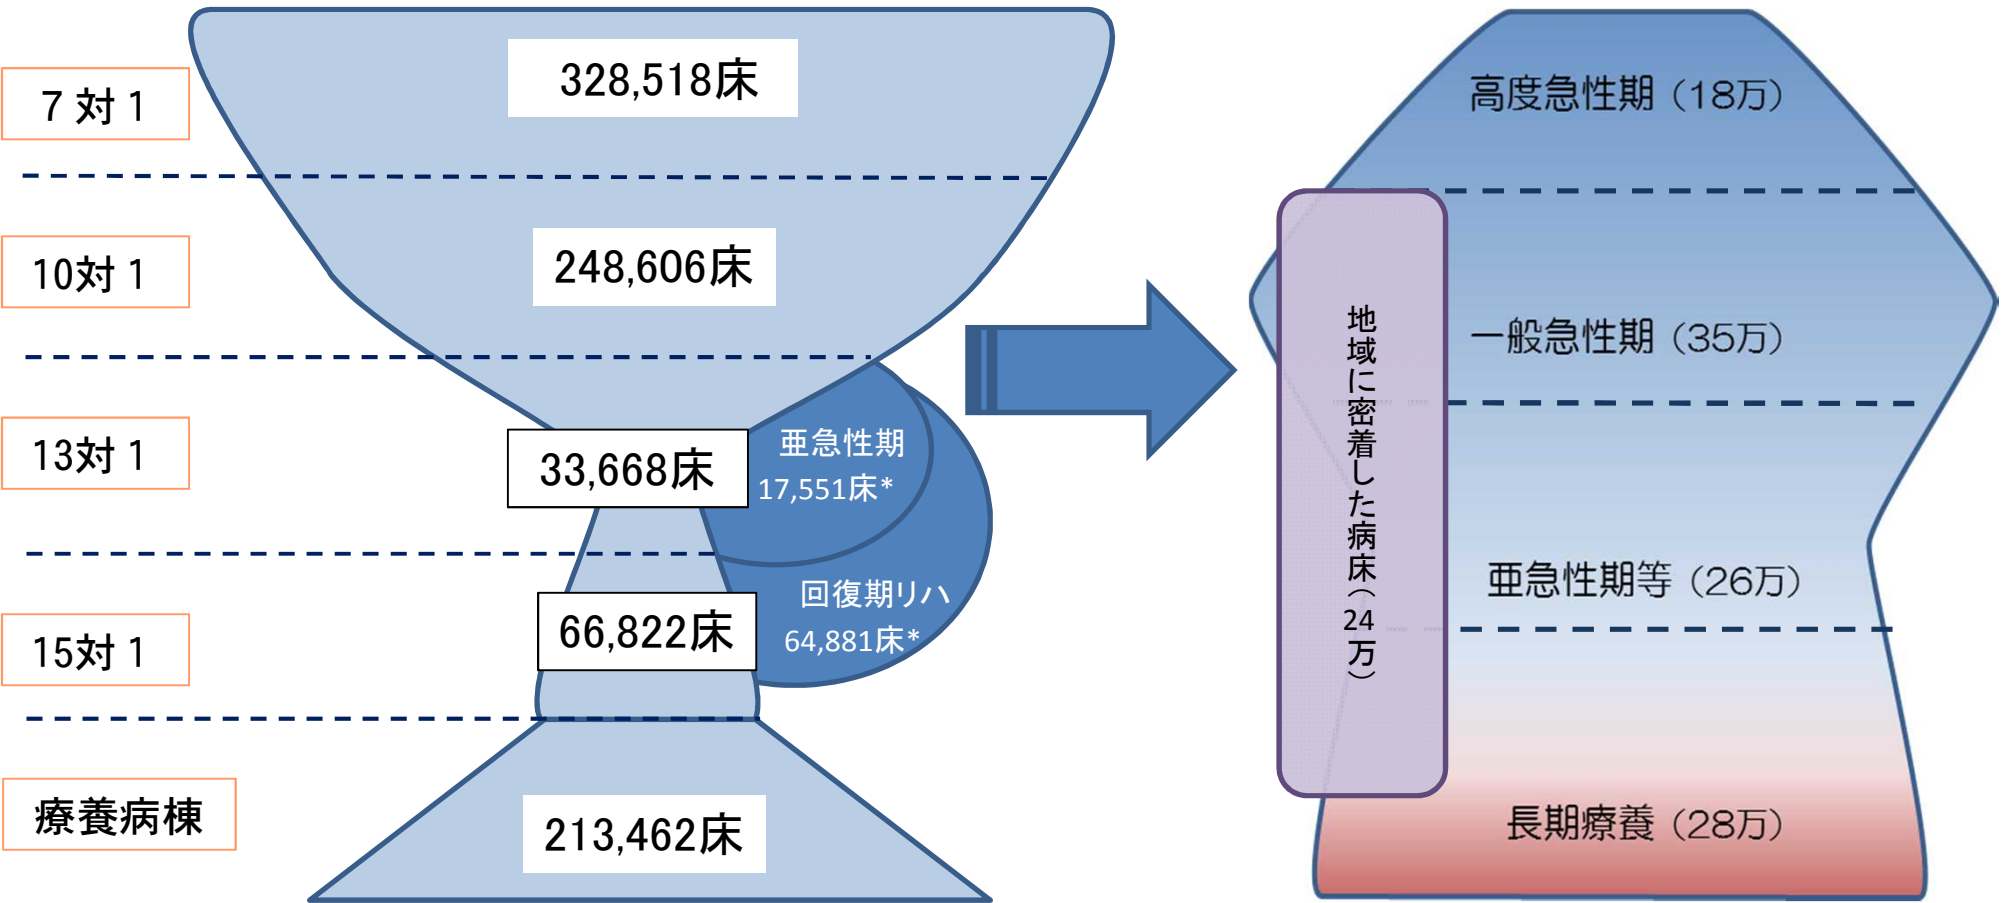 7対1
328,518床
10対1
248,606床
13対1
33,668床
亜急性期
17,551床*
15対1
66,822床
回復期リハ
64,881床*
療養病棟
213,462床
高度急性期（18万）
一般急性期（35万）
亜急性期等（26万）
長期療養（28万）
地域に密着した病床（24万）